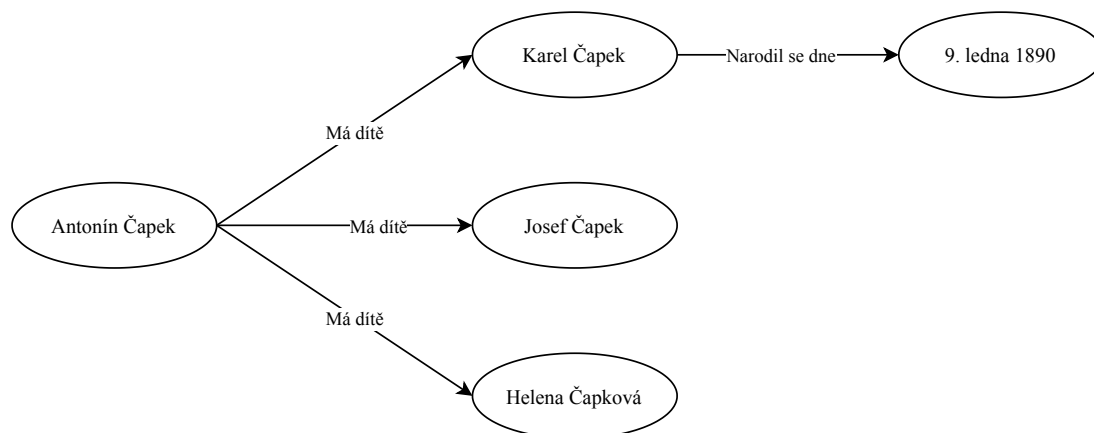 Karel Čapek
Narodil se dne
9. ledna 1890
Má dítě
Antonín Čapek
Má dítě
Josef Čapek
Má dítě
Helena Čapková